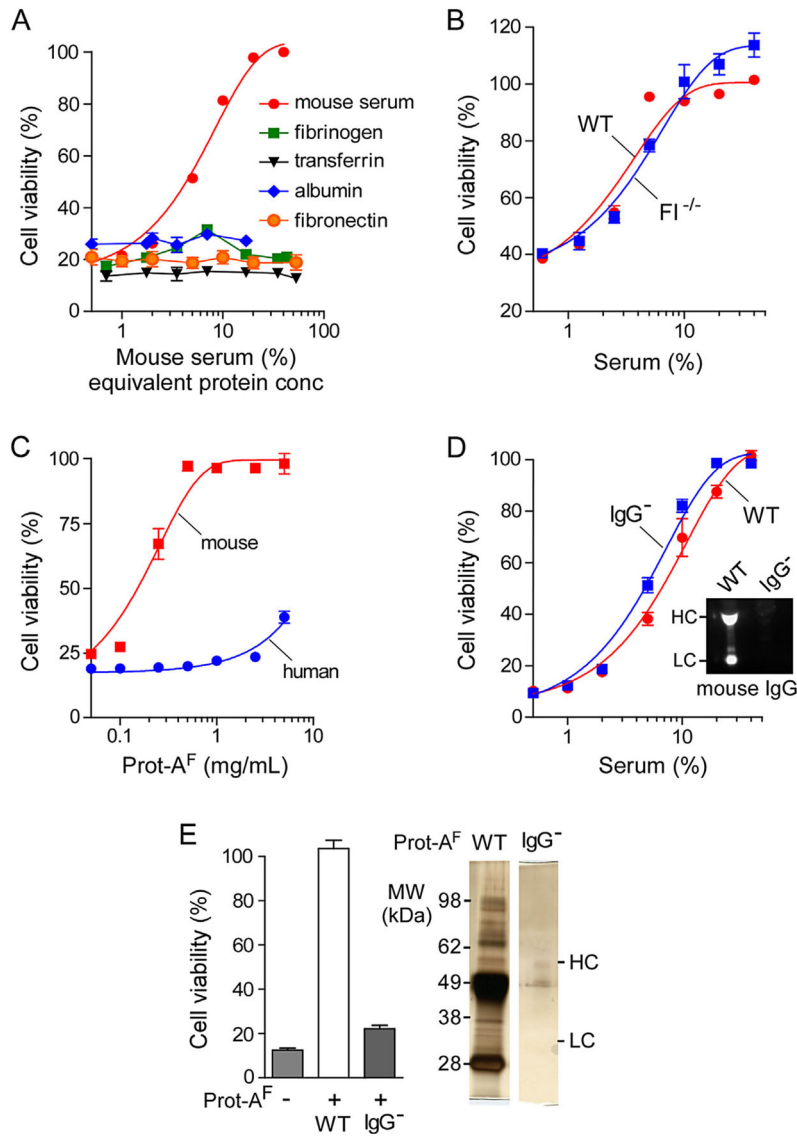 A
Cell viability (%)
100
80
60
40
20
0
mouse serum
fibrinogen
transferrin
albumin
fibronectin
1
10
100
Mouse serum (%)
equivalent protein conc
B
Cell viability (%)
120
100
80
60
40
20
WT
FI -/-
1
10
Serum (%)
C
Cell viability (%)
100
75
50
25
0
mouse
human
0.1
1
10
Prot-AF (mg/mL)
D
Cell viability (%)
100
80
60
40
20
0
IgG-
WT
WT
IgG-
HC
LC
mouse IgG
1
10
Serum (%)
E
Cell viability (%)
100
80
60
40
20
0
Prot-AF - + +
WT IgG-
Prot-AF WT IgG-
MW
(kDa)
98
62
49
38
28
HC
LC